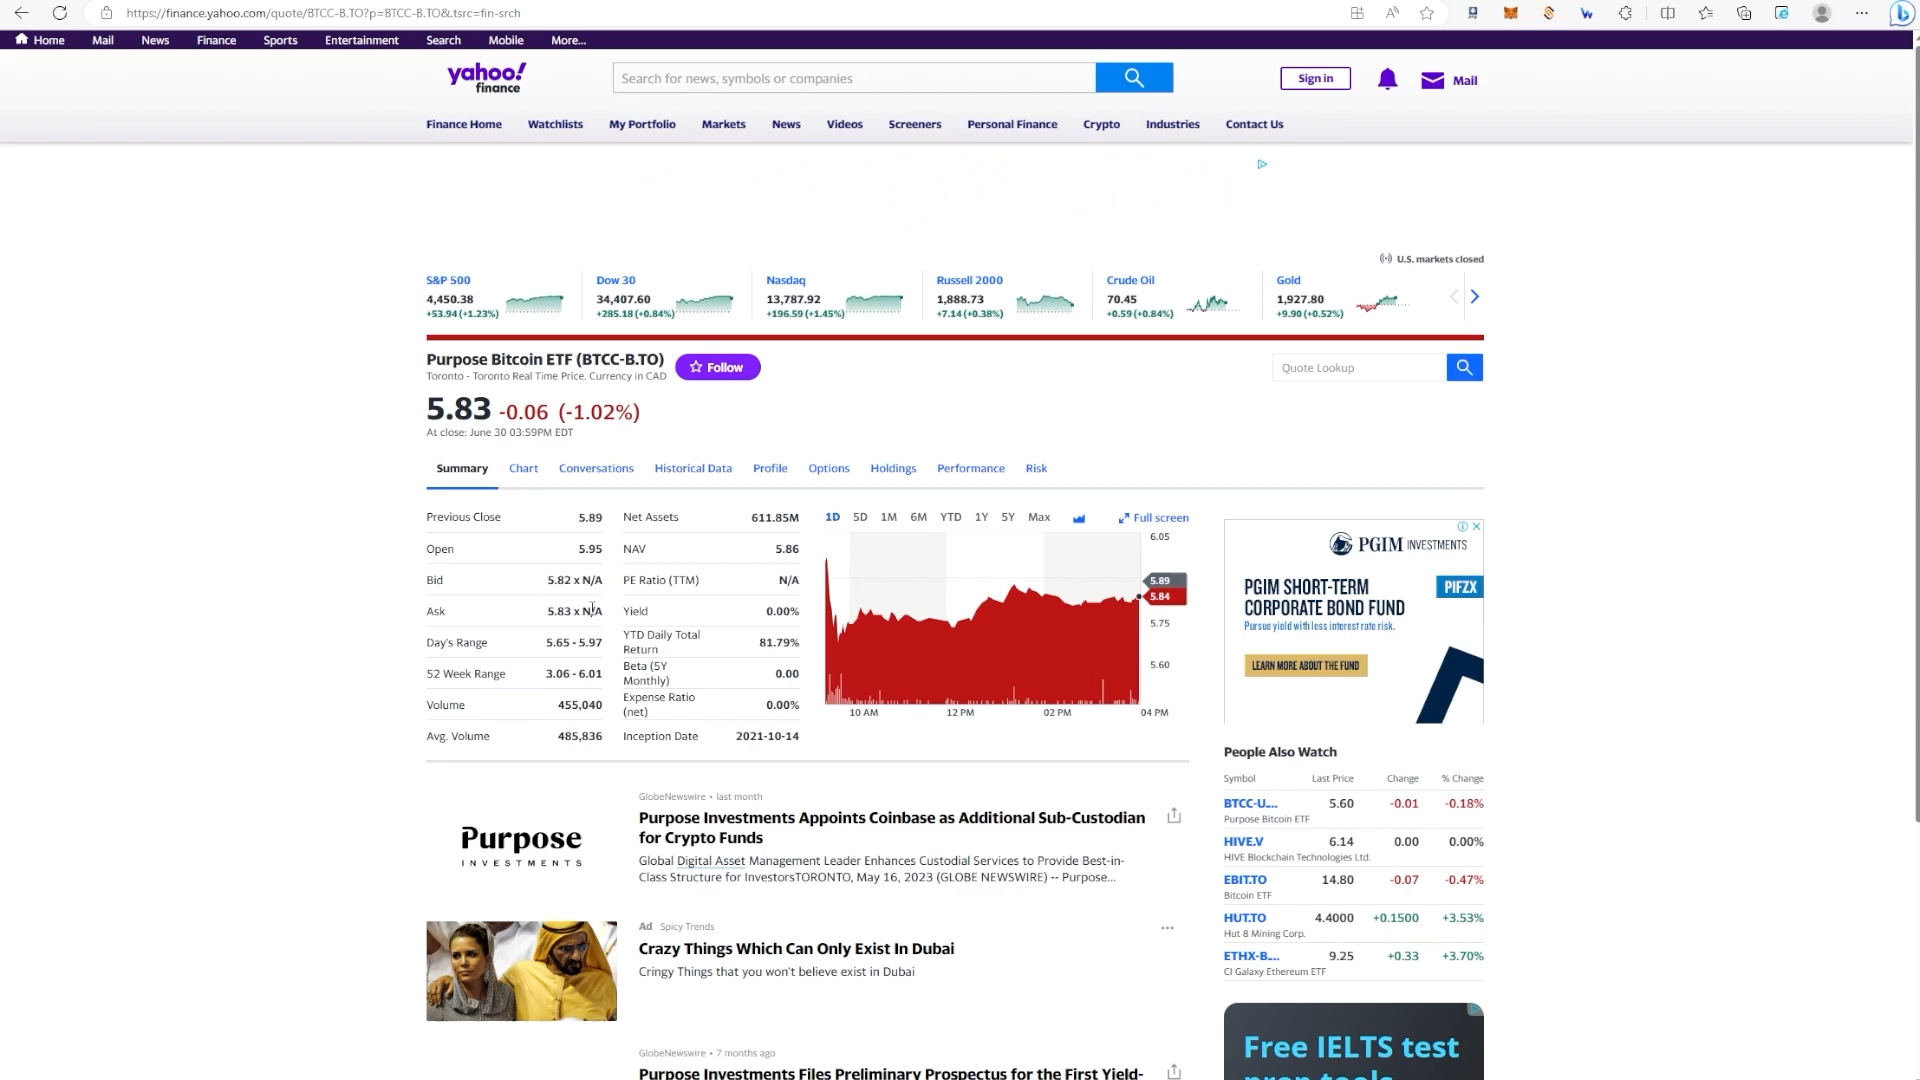 https://finance.yahoo.com/quote/BTCC-B.TO?p=BTCC-B.TO&.tsrc=fin-srch
Home Mail News Finance Sports Entertainment Search Mobile More...
yahoo!
finance
Search for news, symbols or companies
Sign in
Mail
Finance Home Watchlists My Portfolio Markets News Videos Screeners Personal Finance Crypto Industries Contact Us
U.S. markets closed
S&P 500 Dow 30 Nasdaq Russell 2000 Crude Oil Gold
4,450.38 34,407.60 13,787.92 1,888.73 70.45 1,927.80
+53.94 (+1.23%) +285.18 (+0.84%) +196.59 (+1.45%) +7.14 (+0.38%) +0.59 (+0.84%) +9.90 (+0.52%)
Purpose Bitcoin ETF (BTCC-B.TO)
Toronto - Toronto Real Time Price. Currency in CAD
Follow
Quote Lookup
5.83 -0.06 (-1.02%)
At close: June 30 03:59PM EDT
Summary Chart Conversations Historical Data Profile Options Holdings Performance Risk
Previous Close 5.89
Open 5.95
Bid 5.82 x N/A
Ask 5.83 x N/A
Day's Range 5.65 - 5.97
52 Week Range 3.06 - 6.01
Volume 455,040
Avg. Volume 485,836
Net Assets 611.85M
NAV 5.86
PE Ratio (TTM) N/A
Yield 0.00%
YTD Daily Total
Return 81.79%
Beta (5Y
Monthly) 0.00
Expense Ratio
(net) 0.00%
Inception Date 2021-10-14
1D 5D 1M 6M YTD 1Y 5Y Max Full screen
6.05
5.89
5.84
5.75
5.60
10 AM 12 PM 02 PM 04 PM
PGIM INVESTMENTS
PGIM SHORT-TERM
CORPORATE BOND FUND
PIFZX
Pursue yield with less interest rate risk.
LEARN MORE ABOUT THE FUND
People Also Watch
Symbol Last Price Change % Change
BTCC-U.... 5.60 -0.01 -0.18%
Purpose Bitcoin ETF
HIVE.V 6.14 0.00 0.00%
HIVE Blockchain Technologies Ltd.
EBIT.TO 14.80 -0.07 -0.47%
Bitcoin ETF
HUT.TO 4.4000 +0.1500 +3.53%
Hut 8 Mining Corp.
ETHX-B.... 9.25 +0.33 +3.70%
CI Galaxy Ethereum ETF
Free IELTS test
prep tools
Purpose
INVESTMENTS
GlobeNewswire • last month
Purpose Investments Appoints Coinbase as Additional Sub-Custodian
for Crypto Funds
Global Digital Asset Management Leader Enhances Custodial Services to Provide Best-in-
Class Structure for InvestorsTORONTO, May 16, 2023 (GLOBE NEWSWIRE) -- Purpose...
Ad Spicy Trends
Crazy Things Which Can Only Exist In Dubai
Cringy Things that you won't believe exist in Dubai
GlobeNewswire • 7 months ago
Purpose Investments Files Preliminary Prospectus for the First Yield-